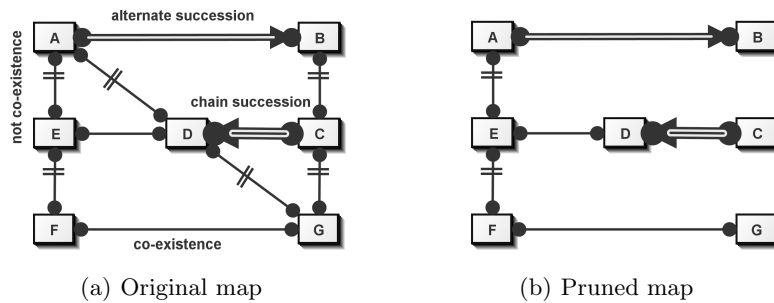 alternate succession
A
B
A
B
not co-existence
chain succession
E
D
C
E
D
C
F
G
F
G
co-existence
(a) Original map
(b) Pruned map